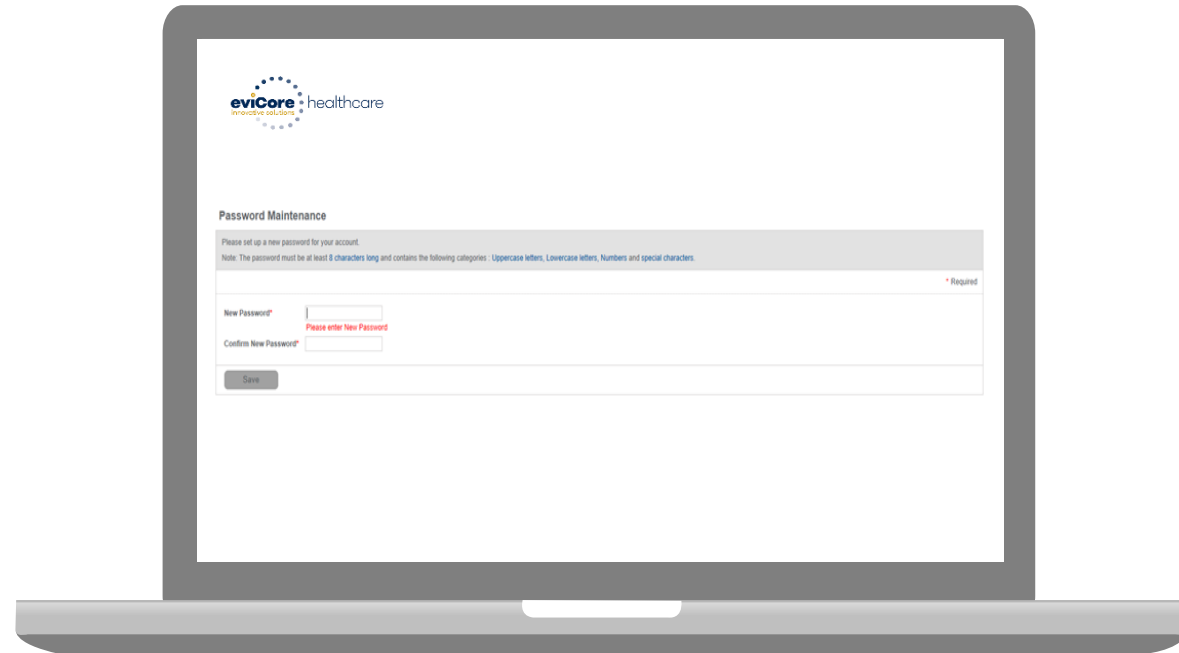 eviCore healthcare
innovative solutions
Password Maintenance
Please set up a new password for your account.
Note: The password must be at least 8 characters long and contains the following categories : Uppercase letters, Lowercase letters, Numbers and special characters.
* Required
New Password*
Please enter New Password
Confirm New Password*
Save